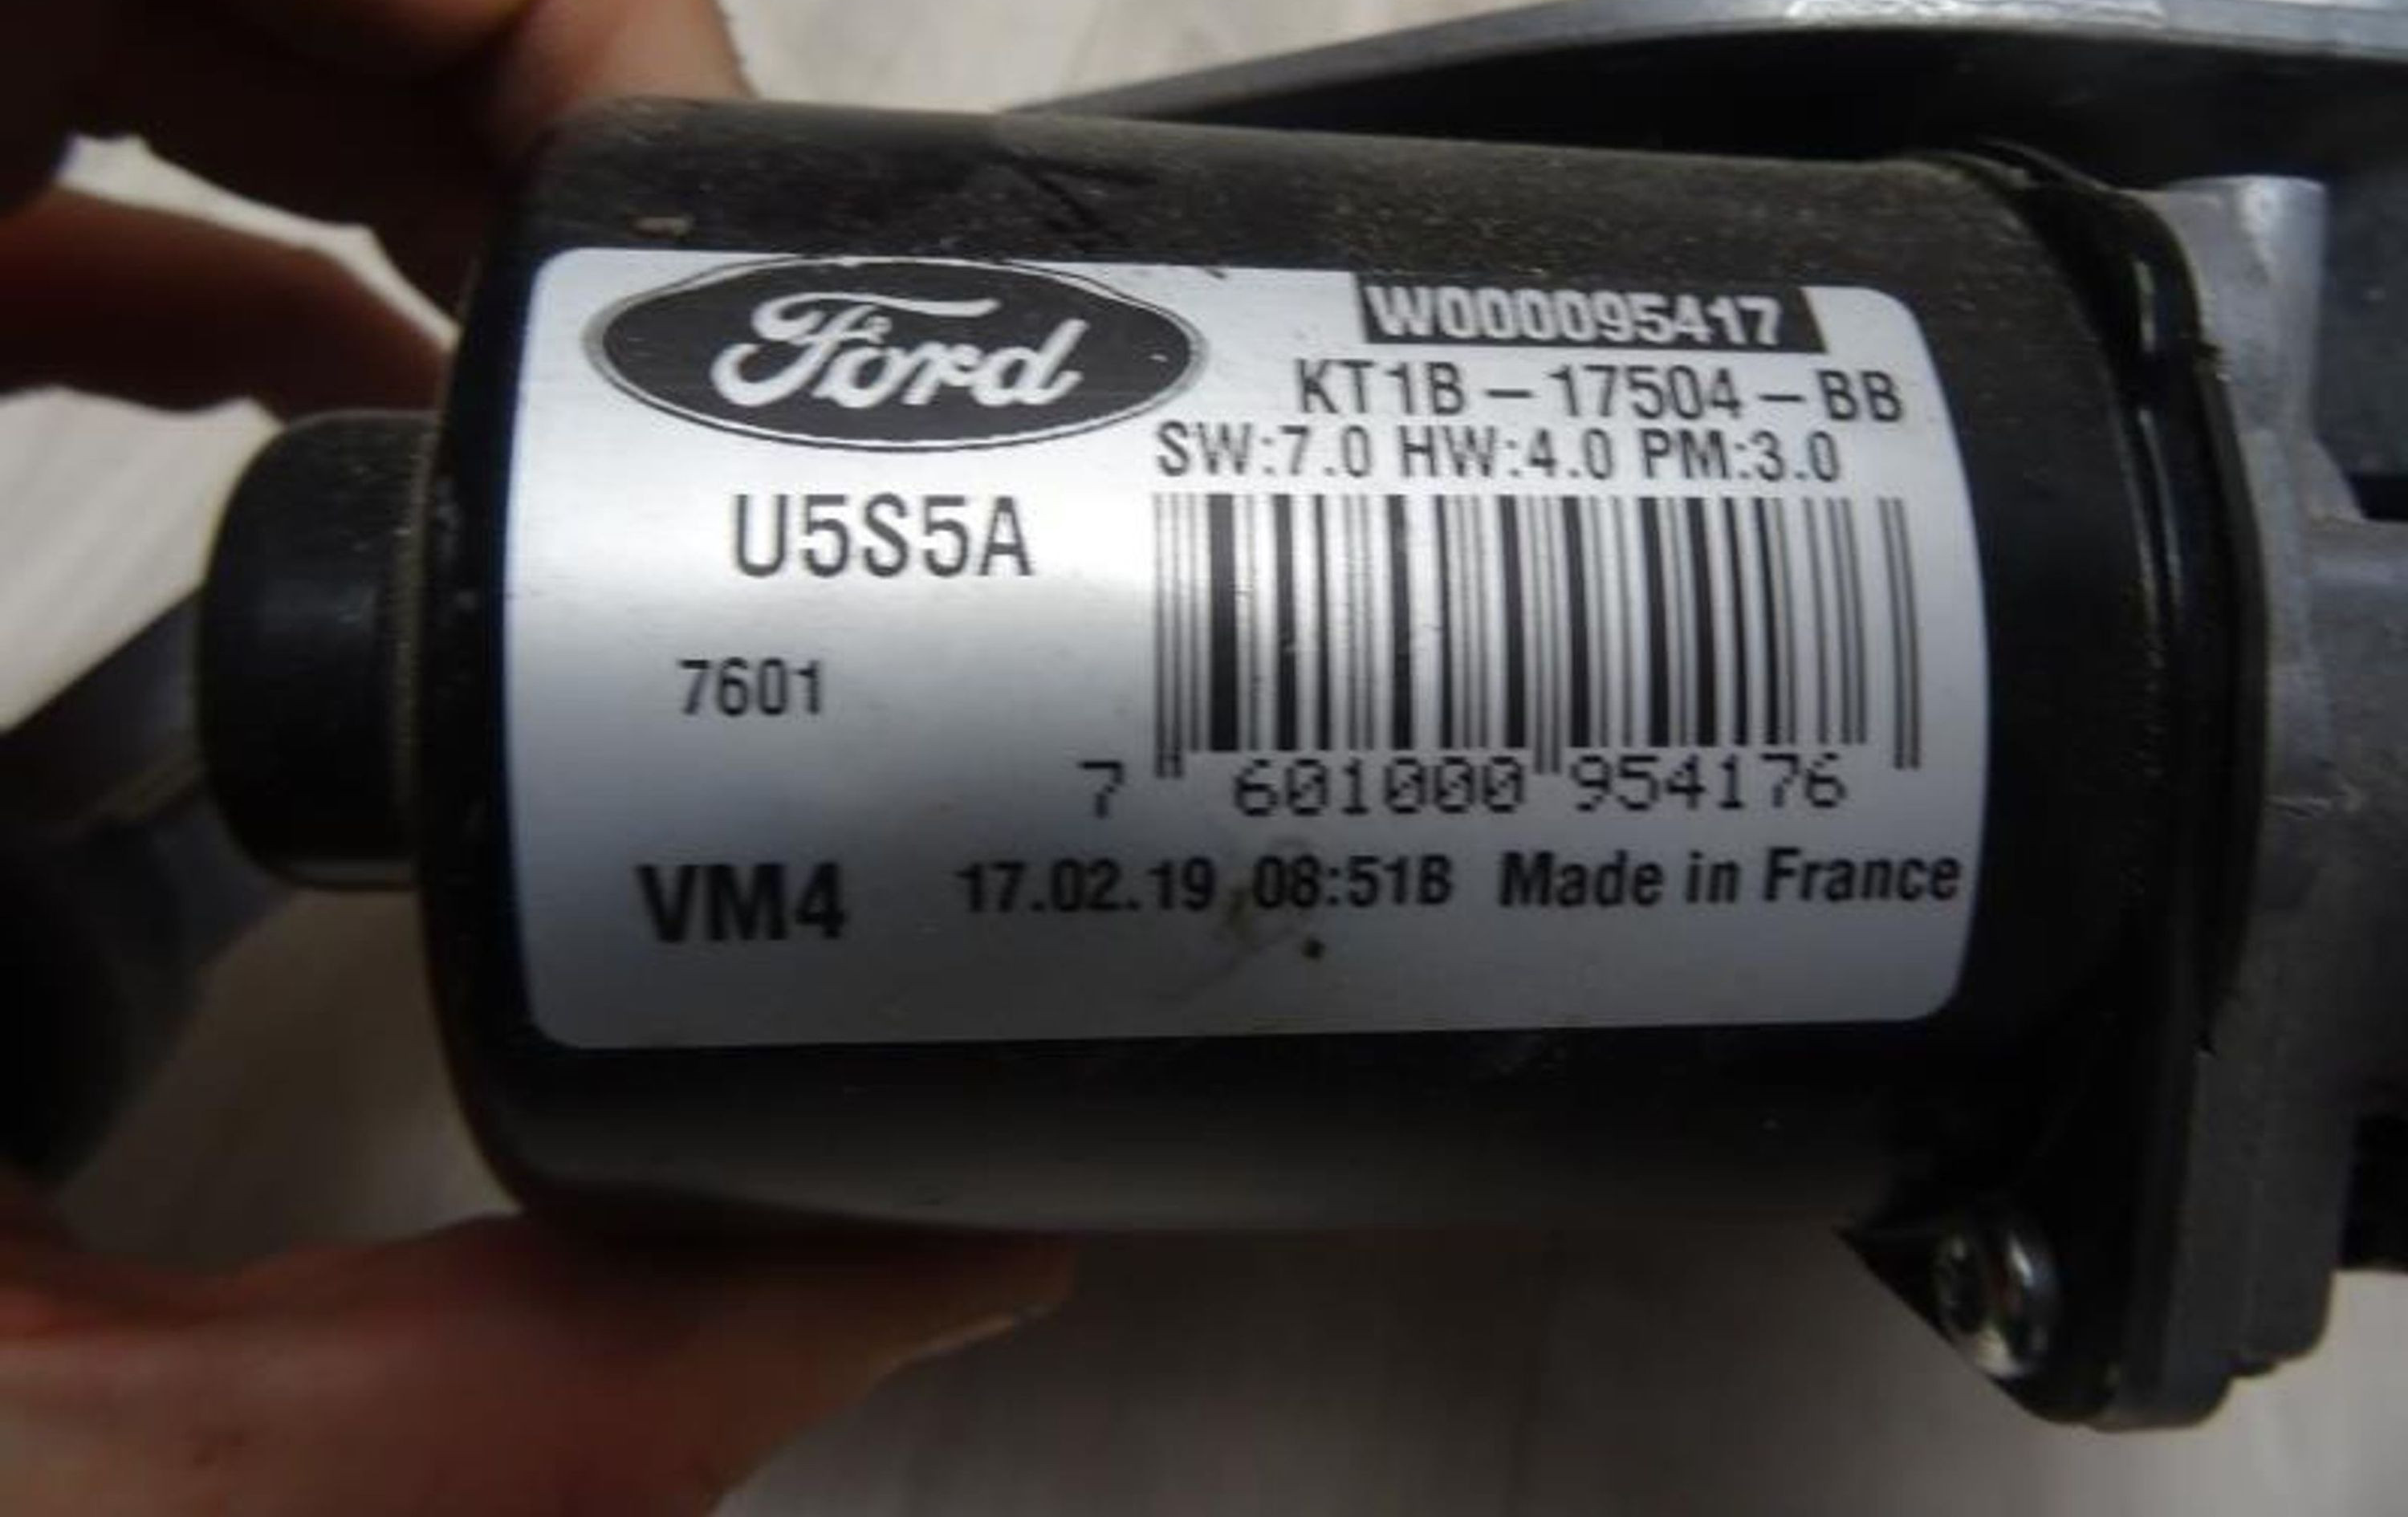 Ford
W000095417
KT1B-17504-BB
SW:7.0 HW:4.0 PM:3.0
U5S5A
7601
7 601000 954176
VM4 17.02.19 08:51B Made in France